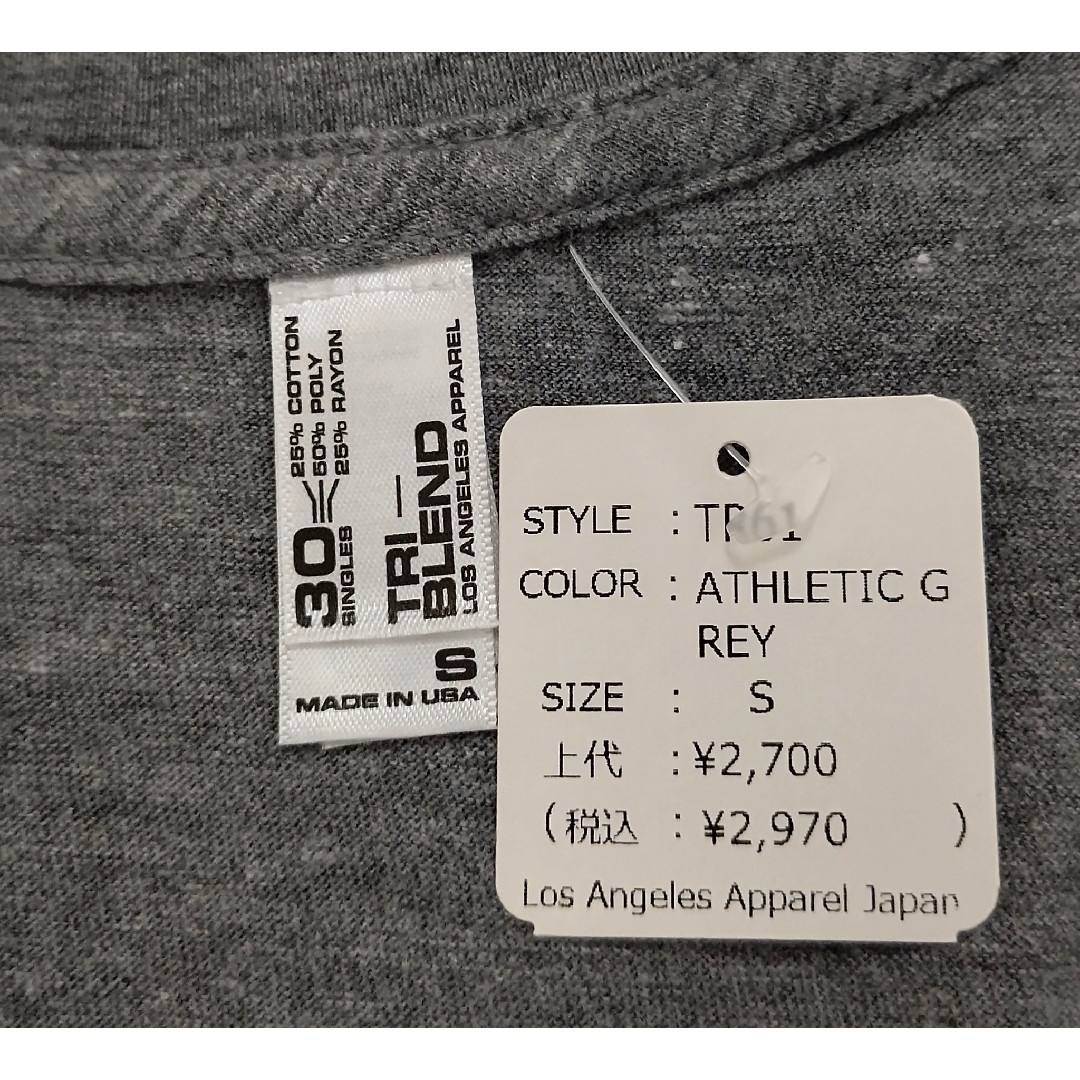 25% COTTON
50% POLY
25% RAYON
30
SINGLES
TRI—
BLEND
LOS ANGELES APPAREL
S
MADE IN USA
STYLE :
COLOR : ATHLETIC G
REY
SIZE : S
上代 : ¥2,700
(税込 : ¥2,970 )
Los Angeles Apparel Japan